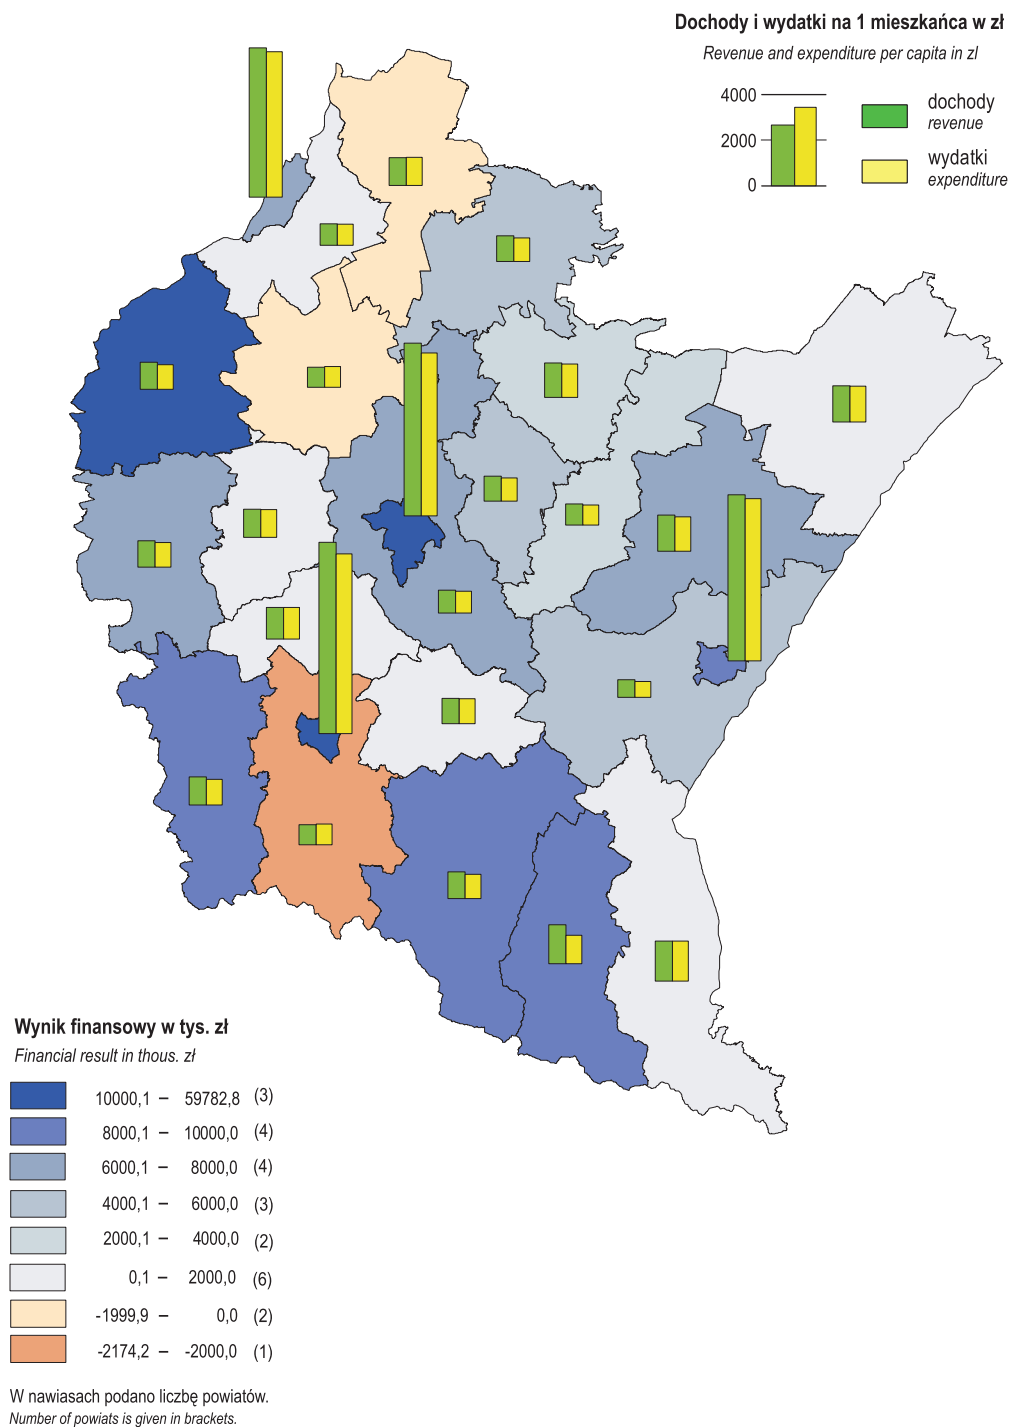 Dochody i wydatki na 1 mieszkańca w zł
Revenue and expenditure per capita in zl
4000
2000
0
dochody
revenue
wydatki
expenditure
Wynik finansowy w tys. zł
Financial result in thous. zł
10000,1 – 59782,8 (3)
8000,1 – 10000,0 (4)
6000,1 – 8000,0 (4)
4000,1 – 6000,0 (3)
2000,1 – 4000,0 (2)
0,1 – 2000,0 (6)
-1999,9 – 0,0 (2)
-2174,2 – -2000,0 (1)
W nawiasach podano liczbę powiatów.
Number of powiats is given in brackets.